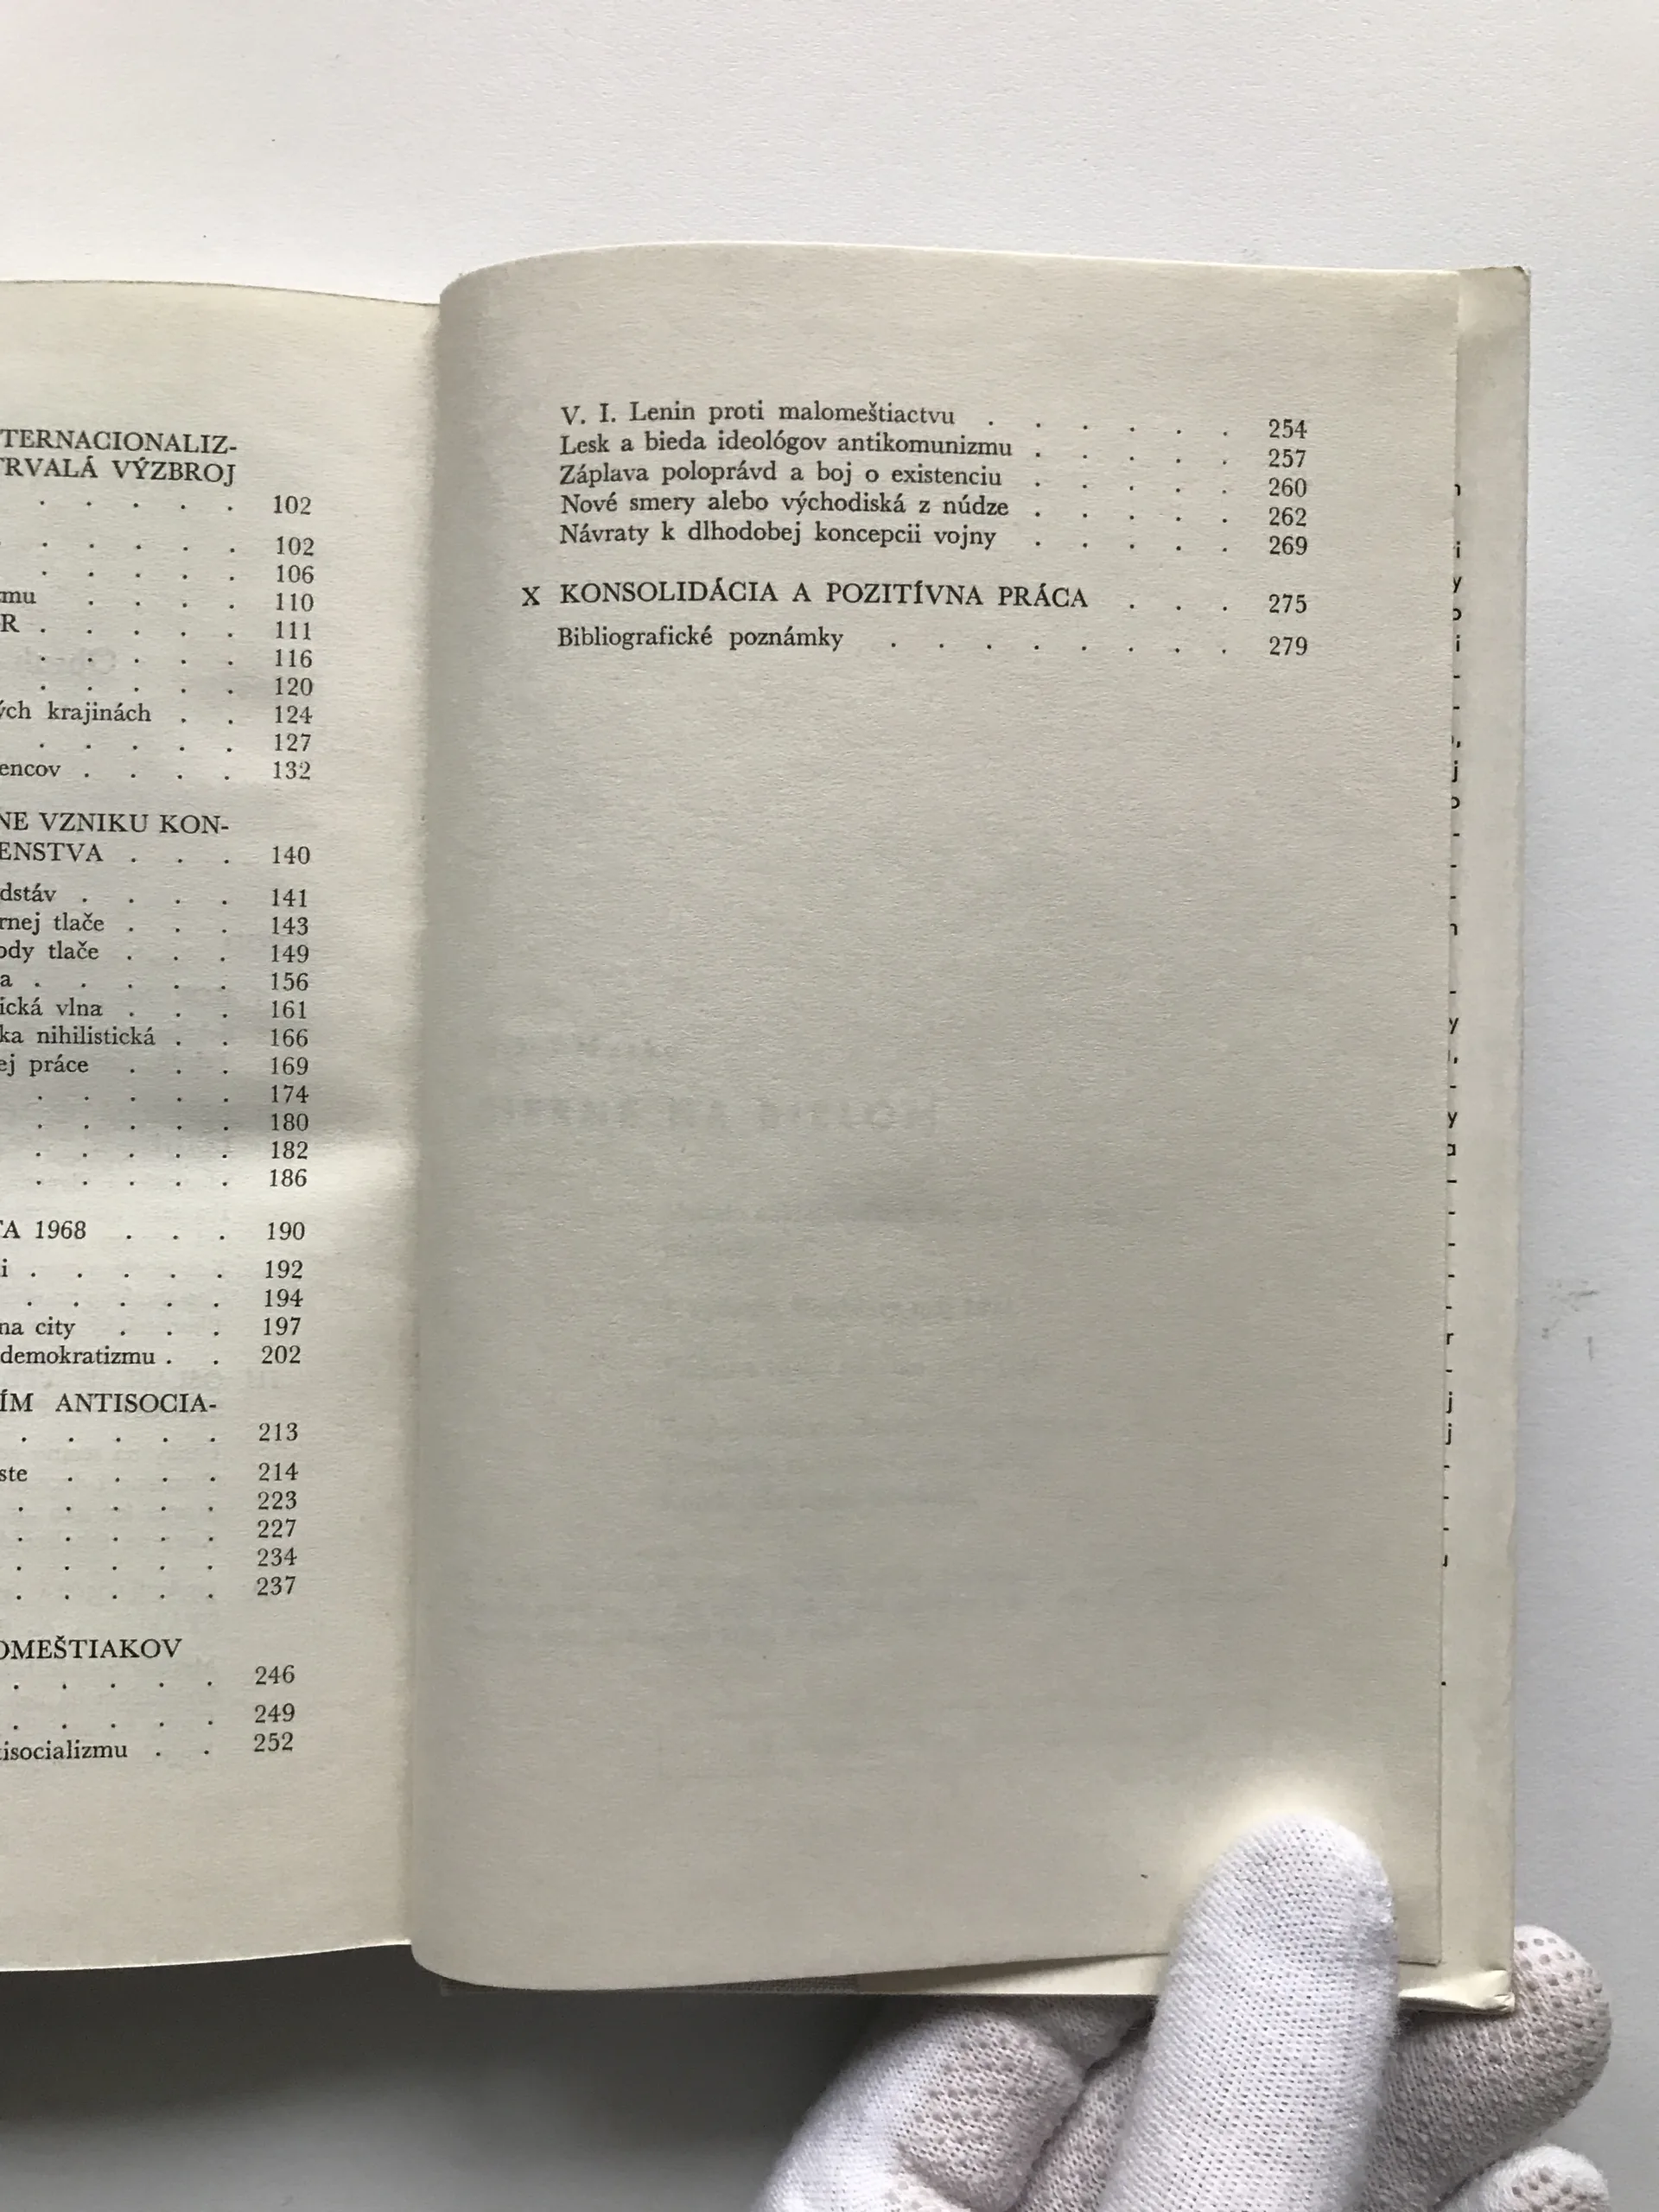 TERNACIONALIZ-
TRVALÁ VÝZBROJ
. . . . . 102
. . . . . 102
. . . . . 106
zmu . . . . 110
R . . . . . 111
. . . . . 116
. . . . . 120
ých krajinách . . 124
. . . . . 127
encov . . . . 132
NE VZNIKU KON-
ENSTVA . . . 140
dstáv . . . . 141
rnej tlače . . . 143
ody tlače . . . 149
a . . . . . 156
ická vlna . . . 161
ka nihilistická . . 166
ej práce . . . 169
. . . . . 174
. . . . . 180
. . . . . 182
. . . . . 186
TA 1968 . . . 190
i . . . . . 192
. . . . . 194
na city . . . 197
demokratizmu . . 202
ÍM ANTISOCIA-
. . . . . 213
ste . . . . 214
. . . . . 223
. . . . . 227
. . . . . 234
. . . . . 237
OMEŠTIAKOV
. . . . . 246
. . . . . 249
tisocializmu . . 252
V. I. Lenin proti malomeštiactvu . . . . . . 254
Lesk a bieda ideológov antikomunizmu . . . . . 257
Záplava poloprávd a boj o existenciu . . . . . 260
Nové smery alebo východiská z núdze . . . . . 262
Návraty k dlhodobej koncepcii vojny . . . . . 269
X KONSOLIDÁCIA A POZITÍVNA PRÁCA . . . 275
Bibliografické poznámky . . . . . . . . 279